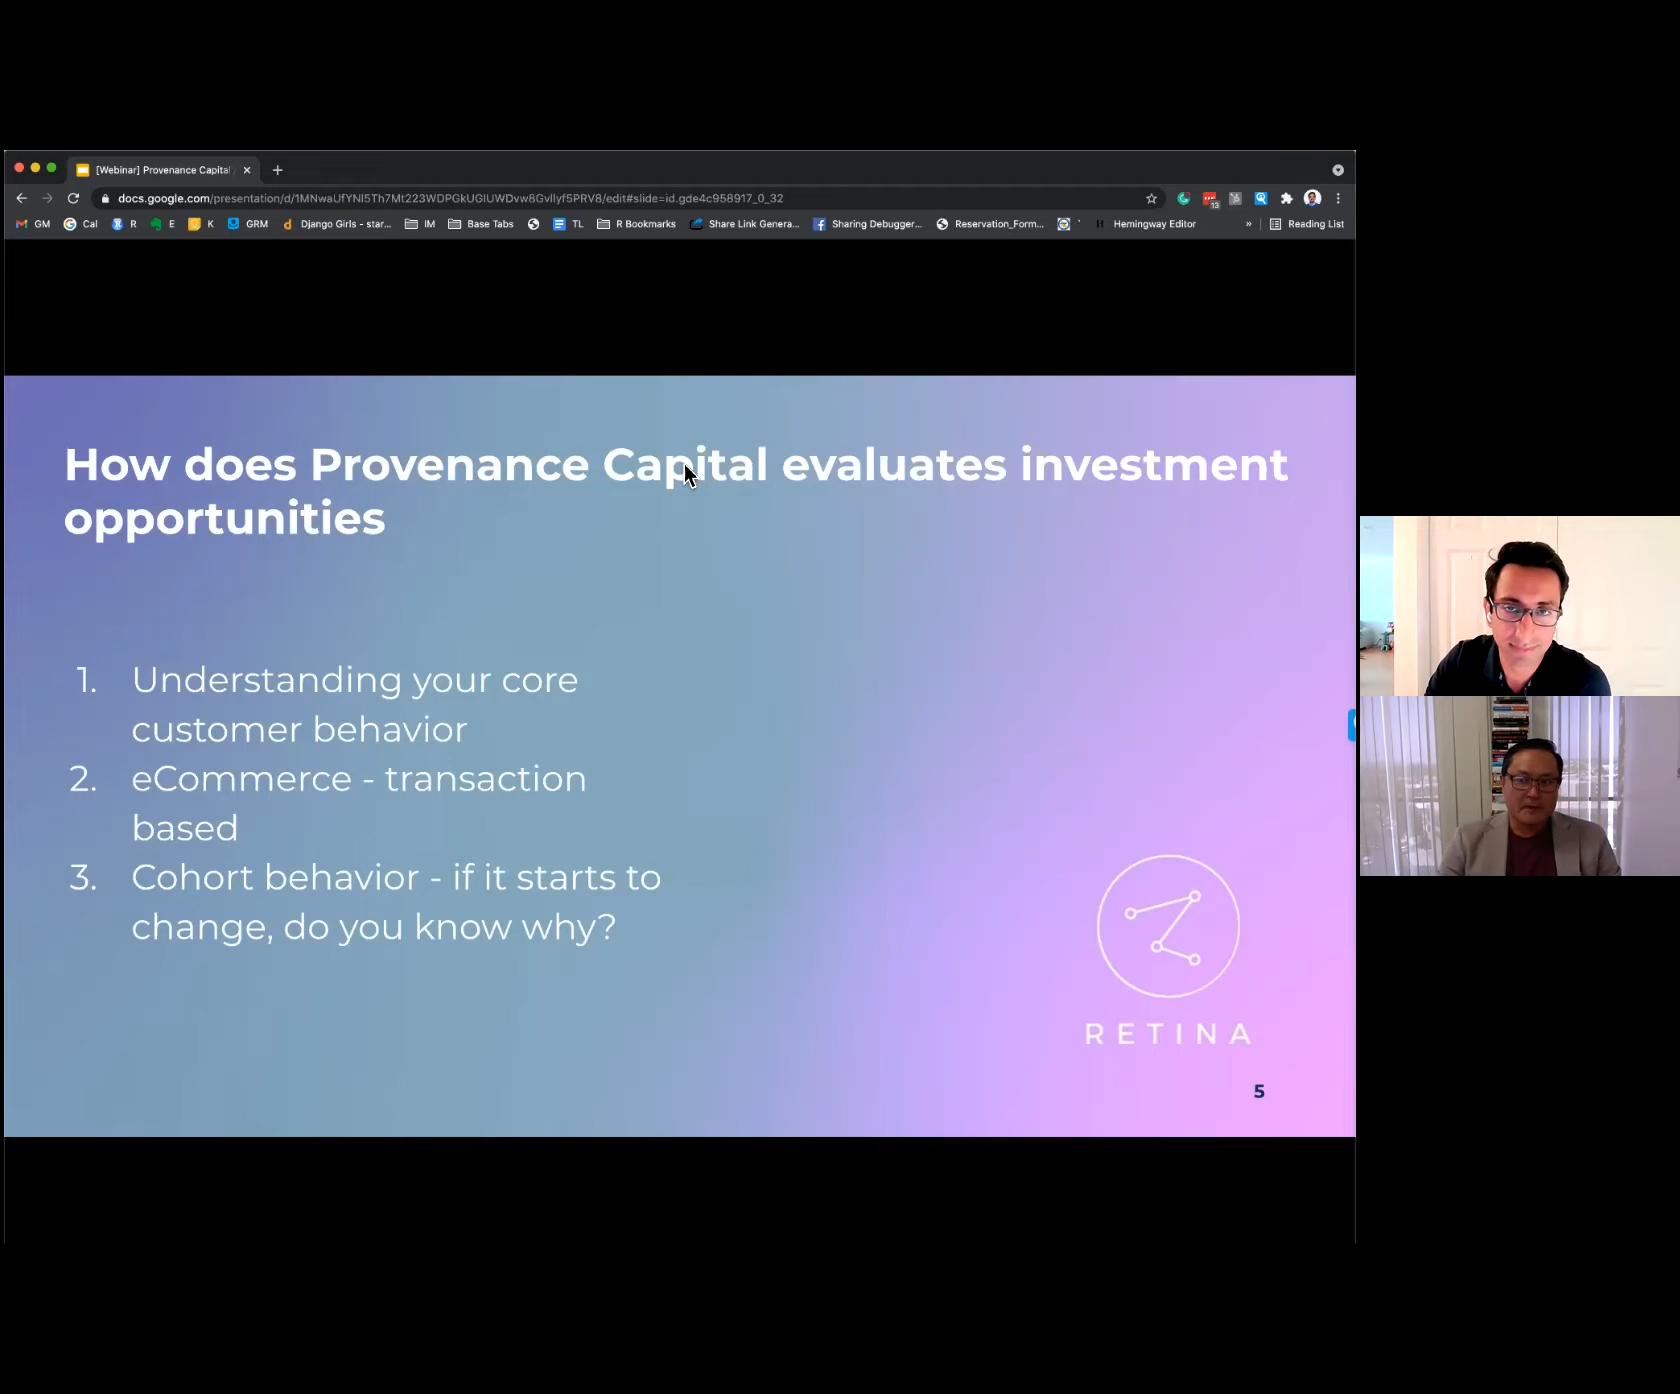 [Webinar] Provenance Capital
docs.google.com/presentation/d/1MNwaUfYNI5Th7Mt223WDPGkUGIUWDvw8Gvllyf5PRV8/edit#slide=id.gde4c958917_0_32
13
GM Cal R E K GRM Django Girls - star... IM Base Tabs TL R Bookmarks Share Link Genera... Sharing Debugger... Reservation_Form... Hemingway Editor » Reading List
How does Provenance Capital evaluates investment
opportunities
1. Understanding your core
customer behavior
2. eCommerce - transaction
based
3. Cohort behavior - if it starts to
change, do you know why?
RETINA
5